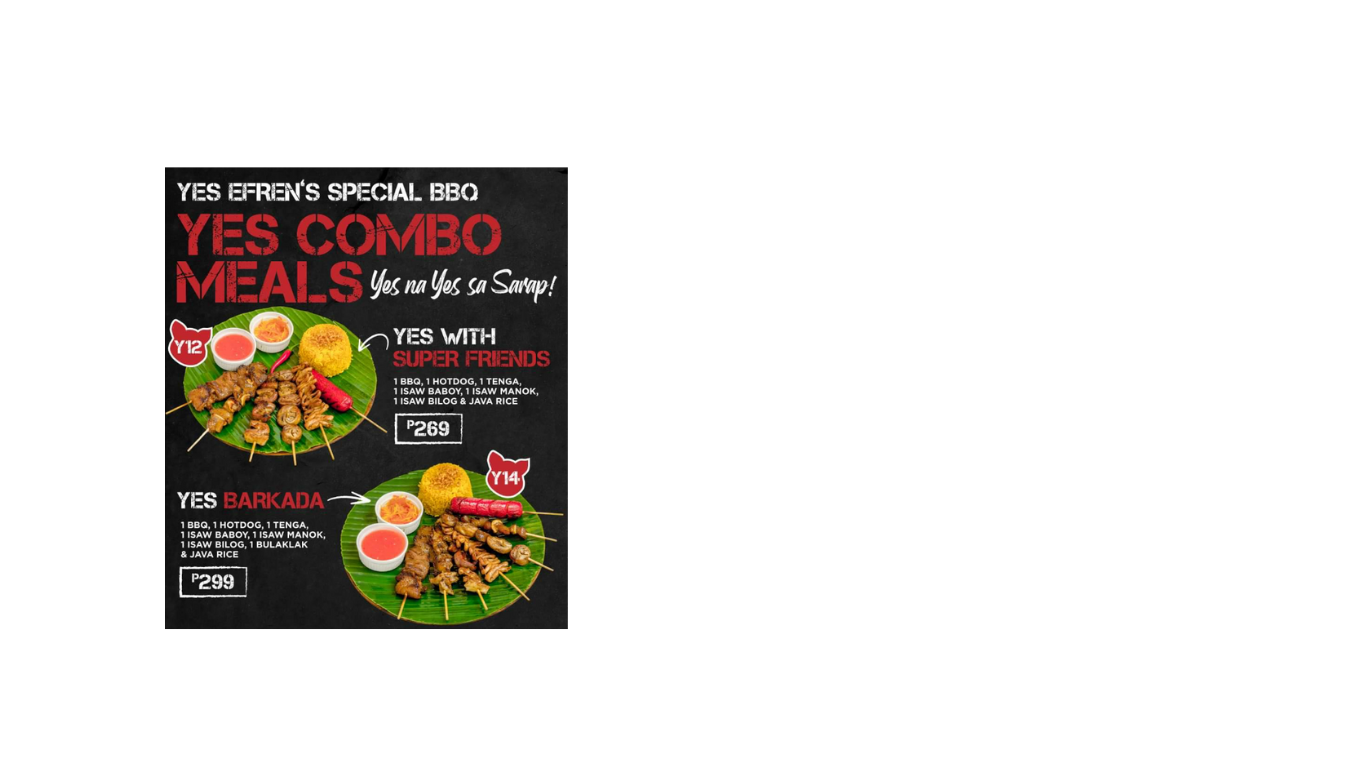 YES EFREN'S SPECIAL BBQ
YES COMBO
MEALS Yes na Yes sa Sarap!
Y12
YES WITH
SUPER FRIENDS
1 BBQ, 1 HOTDOG, 1 TENGA,
1 ISAW BABOY, 1 ISAW MANOK,
1 ISAW BILOG & JAVA RICE
P269
Y14
YES BARKADA
1 BBQ, 1 HOTDOG, 1 TENGA,
1 ISAW BABOY, 1 ISAW MANOK,
1 ISAW BILOG, 1 BULAKLAK
& JAVA RICE
P299